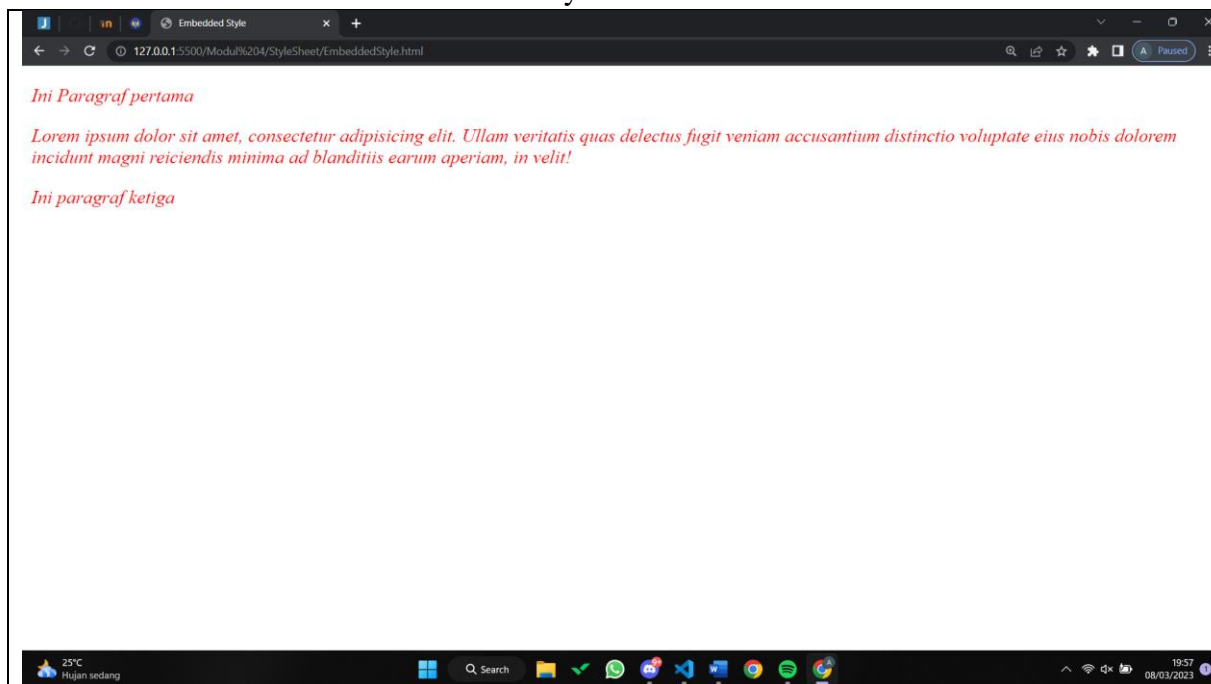 Embedded Style
127.0.0.1:5500/Modul%204/StyleSheet/EmbeddedStyle.html
A Paused
Ini Paragraf pertama
Lorem ipsum dolor sit amet, consectetur adipisicing elit. Ullam veritatis quas delectus fugit veniam accusantium distinctio voluptate eius nobis dolorem
incidunt magni reiciendis minima ad blanditiis earum aperiam, in velit!
Ini paragraf ketiga
25°C
Hujan sedang
Search
19:57
08/03/2023
1